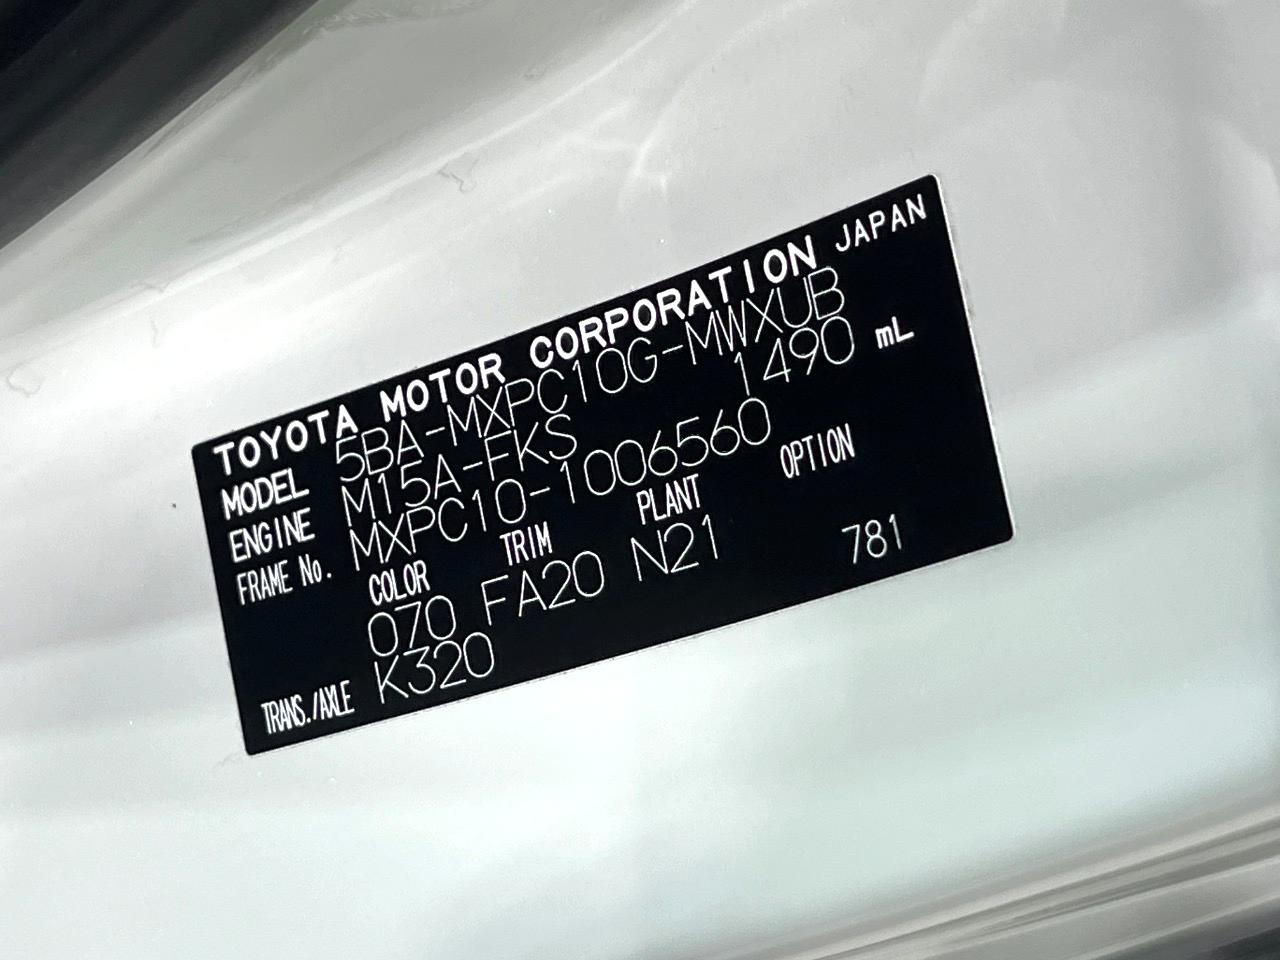 TOYOTA MOTOR CORPORATION JAPAN
MODEL 5BA-MXPC10G-MWXUB
ENGINE M15A-FKS 1490 mL
FRAME No. MXPC10-1006560
COLOR TRIM PLANT OPTION
070 FA20 N21 781
TRANS./AXLE K320